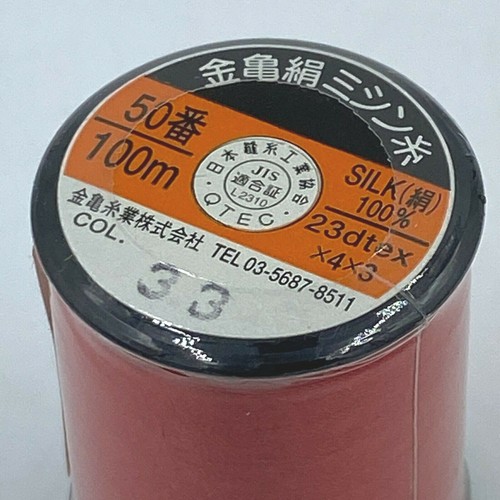 金亀絹ミシン糸
50番
100m
・日本縫糸工業協会・
JIS
適合証
L2310
QTEC
SILK(絹)
100%
23dtex
×4×3
金亀糸業株式会社 TEL 03-5687-8511
COL.
33